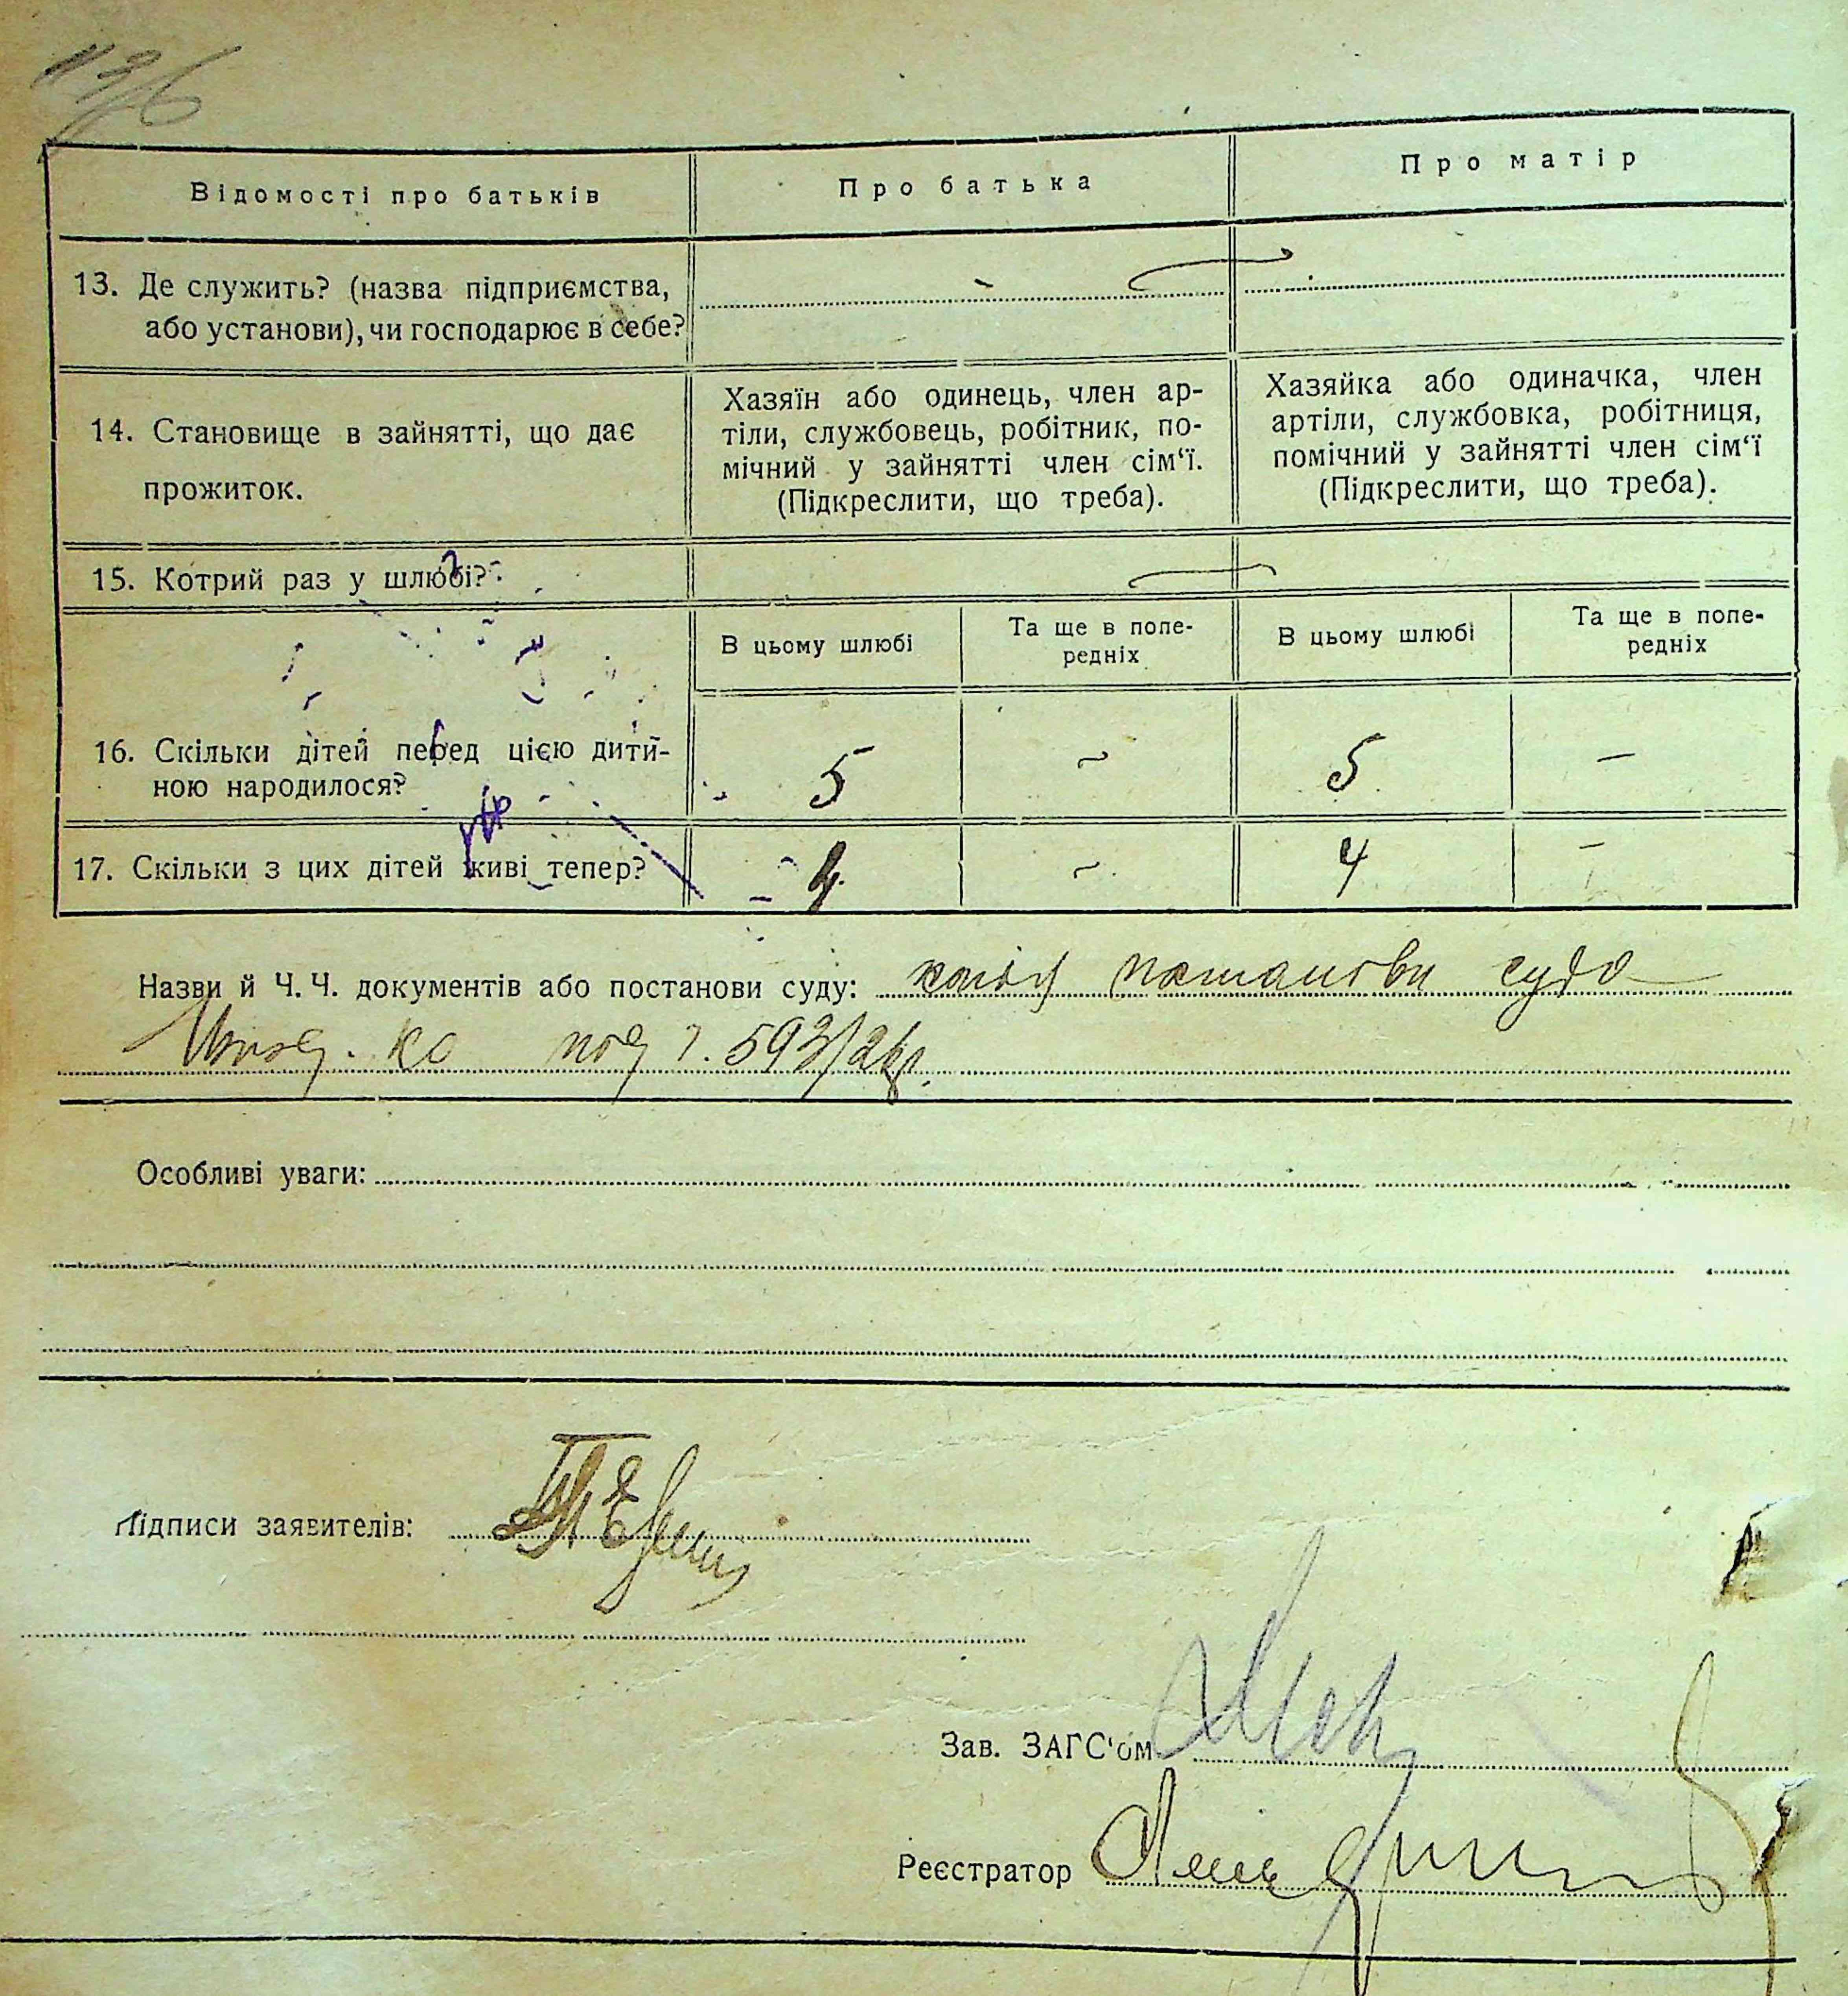 Відомості про батьків
Про батька
Про матір
13. Де служить? (назва підприємства,
або установи), чи господарює в себе?
-
14. Становище в зайнятті, що дає
прожиток.
Хазяїн або одинець, член ар-
тіли, службовець, робітник, по-
мічний у зайнятті член сім'ї.
(Підкреслити, що треба).
Хазяйка або одиначка, член
артіли, службовка, робітниця,
помічний у зайнятті член сім'ї
(Підкреслити, що треба).
15. Котрий раз у шлюбі?
В цьому шлюбі
Та ще в попе-
редніх
В цьому шлюбі
Та ще в попе-
редніх
16. Скільки дітей перед цією дити-
ною народилося?
5 - 5 -
17. Скільки з цих дітей живі тепер?
4 - 4 -
Назви й Ч. Ч. документів або постанови суду: копія постанови суда
593/26р.
Особливі уваги:
Підписи заявителів:
Зав. ЗАГС'ом
Реєстратор